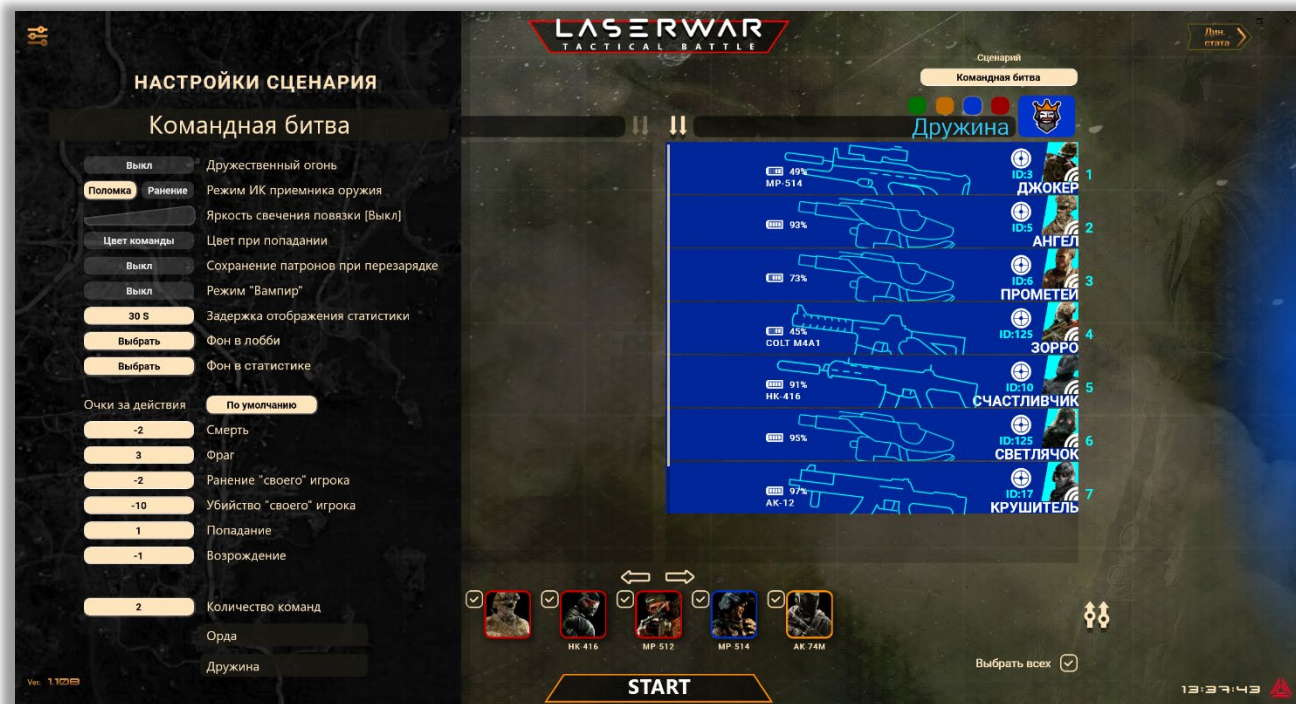 LASERWAR
TACTICAL BATTLE
Дин.
стата
НАСТРОЙКИ СЦЕНАРИЯ
Командная битва
Выкл Дружественный огонь
Поломка Ранение Режим ИК приемника оружия
Яркость свечения повязки [Выкл]
Цвет команды Цвет при попадании
Выкл Сохранение патронов при перезарядке
Выкл Режим "Вампир"
30 S Задержка отображения статистики
Выбрать Фон в лобби
Выбрать Фон в статистике
Очки за действия По умолчанию
-2 Смерть
3 Фраг
-2 Ранение "своего" игрока
-10 Убийство "своего" игрока
1 Попадание
-1 Возрождение
2 Количество команд
Орда
Дружина
Ver. 1.108
Сценарий
Командная битва
Дружина
49%
MP-514
ID:3
ДЖОКЕР
1
93%
ID:5
АНГЕЛ
2
73%
ID:6
ПРОМЕТЕЙ
3
45%
COLT M4A1
ID:125
ЗОРРО
4
91%
HK-416
ID:10
СЧАСТЛИВЧИК
5
95%
ID:125
СВЕТЛЯЧОК
6
97%
AK-12
ID:17
КРУШИТЕЛЬ
7
HK 416 MP 512 MP 514 AK-74M
Выбрать всех
START
13:37:43